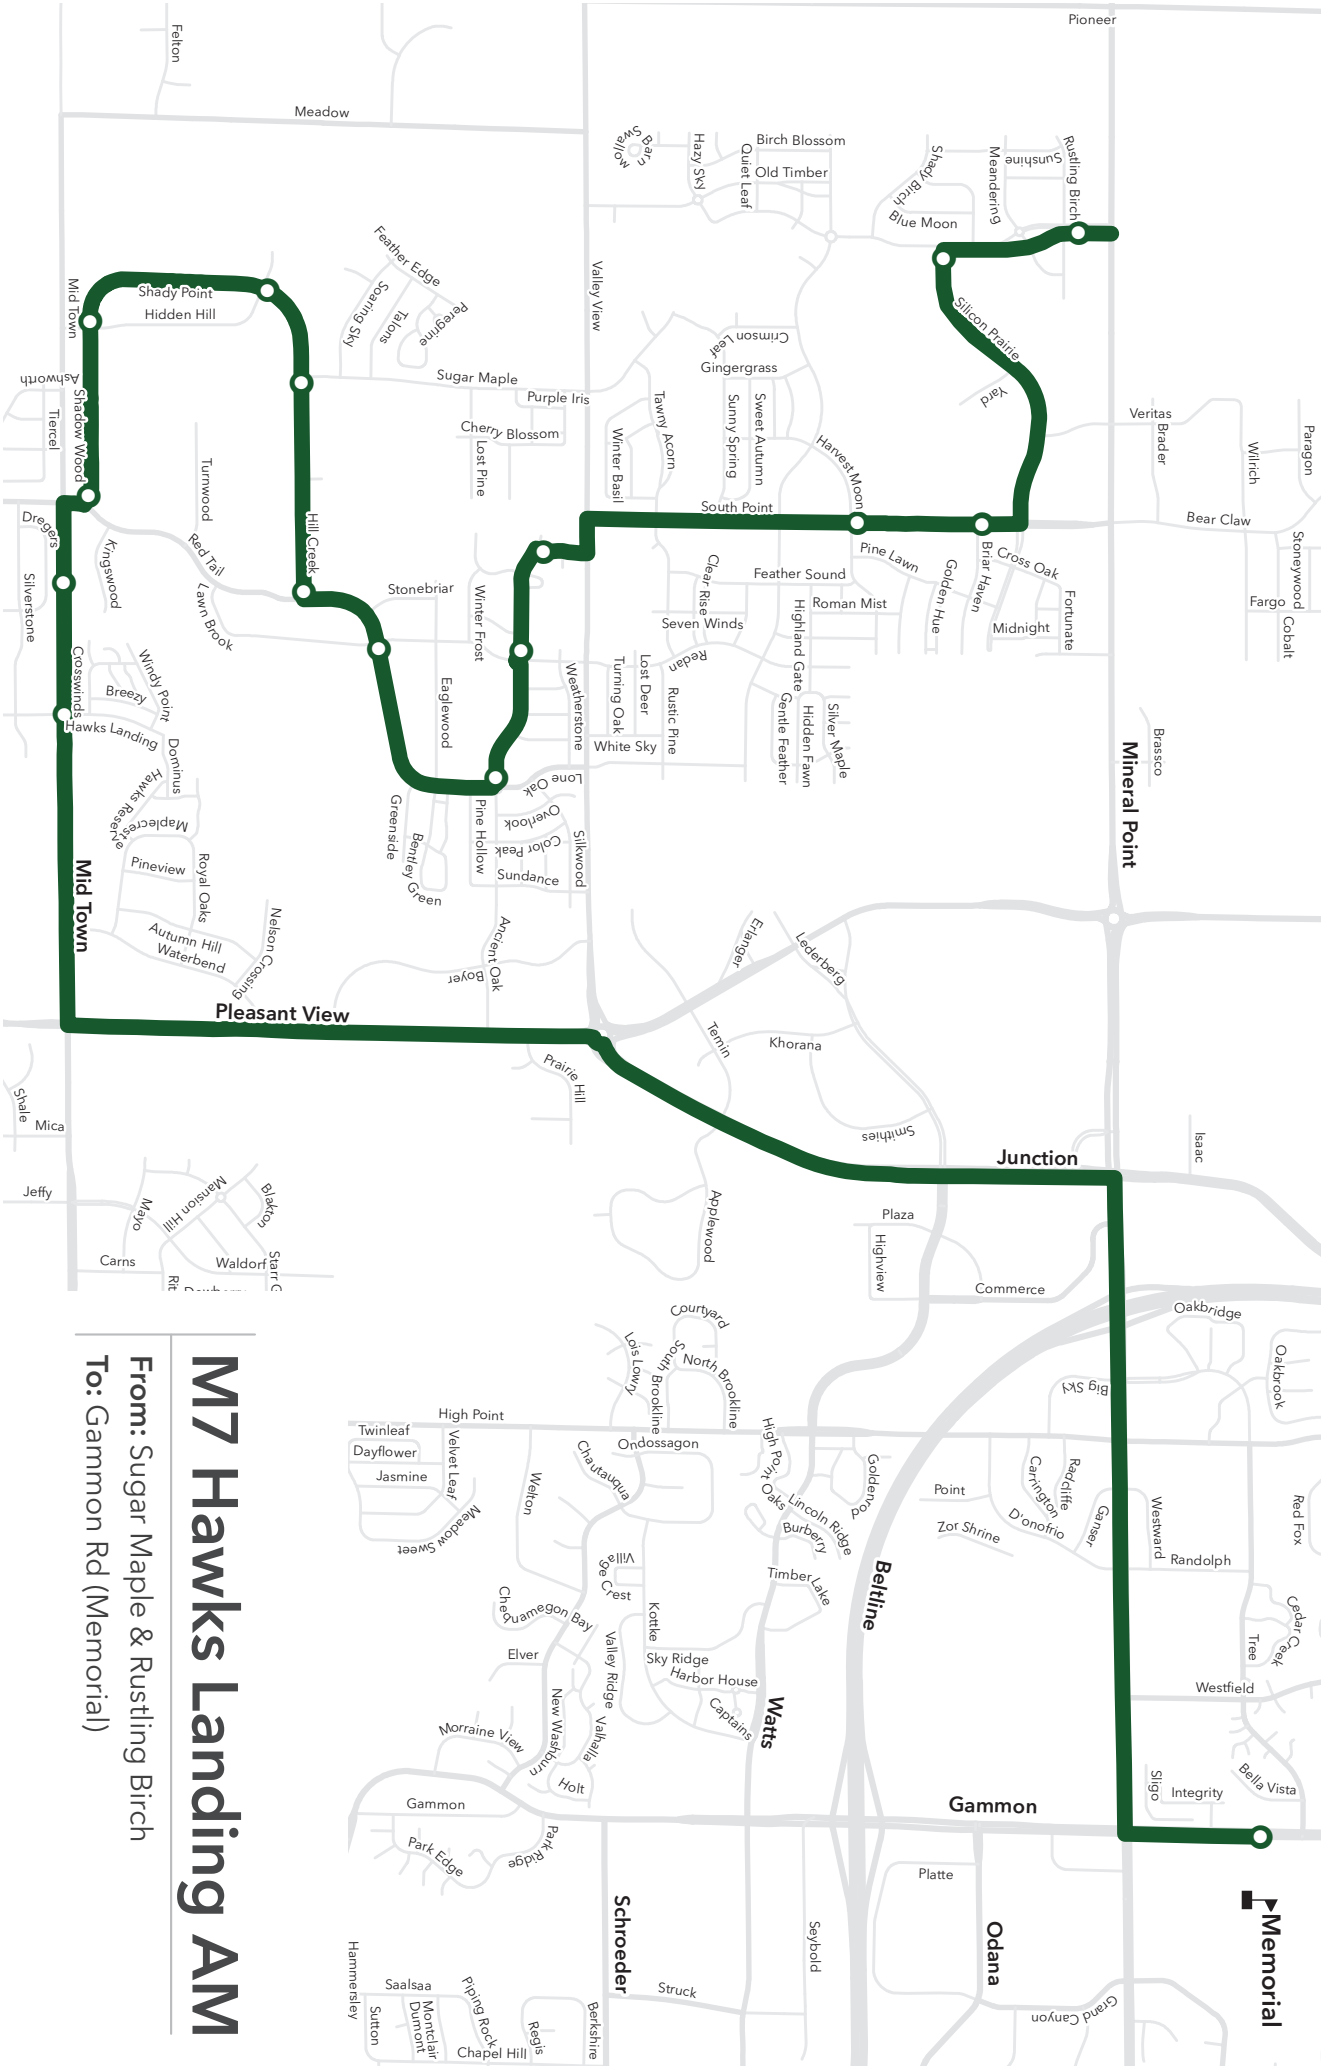 M7 Hawks Landing AM
From: Sugar Maple & Rustling Birch
To: Gammon Rd (Memorial)
Pioneer
Felton
Meadow
Barn
Swallow
Hazy Sky
Quiet Leaf
Birch Blossom
Old Timber
Shady Birch
Blue Moon
Meandering
Sunshine
Rustling Birch
Feather Edge
Soaring Sky
Talons
Peregrine
Valley View
Mid Town
Shady Point
Hidden Hill
Ashworth
Tiercel
Shadow Wood
Sugar Maple
Purple Iris
Cherry Blossom
Lost Pine
Crimson Leaf
Gingergrass
Sunny Spring
Sweet Autumn
Tawny Acorn
Winter Basil
Harvest Moon
Silicon Prairie
Yard
Veritas
Brader
Wilrich
Paragon
Bear Claw
Stoneywood
Fargo
Cobalt
South Point
Turnwood
Red Tail
Lawn Brook
Hill Creek
Dregers
Kingswood
Silverstone
Stonebriar
Winter Frost
Clear Rise
Feather Sound
Pine Lawn
Golden Hue
Briar Haven
Cross Oak
Fortunate
Midnight
Roman Mist
Seven Winds
Highland Gate
Redan
Crosswinds
Windy Point
Breezy
Hawks Landing
Dominus
Hawks Reserve
Maplecrest
Pineview
Royal Oaks
Autumn Hill
Waterbend
Nelson Crossing
Eaglewood
Weatherstone
Turning Oak
Lost Deer
Rustic Pine
White Sky
Gentle Feather
Hidden Fawn
Silver Maple
Brassco
Mineral Point
Lone Oak
Overlook
Color Peak
Sundance
Silkwood
Pine Hollow
Greenside
Bentley Green
Ancient Oak
Boyer
Mid Town
Pleasant View
Erlanger
Lederberg
Temin
Khorana
Smithies
Prairie Hill
Shale
Mica
Jeffy
Mayo
Mansion Hill
Blakton
Carns
Waldorf
Starr G
Rit
Applewood
Junction
Isaac
Plaza
Highview
Commerce
Oakbridge
Oakbrook
Big Sky
Courtyard
Lois Lowry
South Brookline
North Brookline
High Point
Twinleaf
Dayflower
Jasmine
Velvet Leaf
Meadow Sweet
Welton
Ondossagon
Chautauqua
High Point Oaks
Lincoln Ridge
Burberry
Goldenrod
Timber Lake
Point
Zor Shrine
Carrington
Radcliffe
D'onofrio
Ganser
Westward
Randolph
Red Fox
Cedar Creek
Tree
Westfield
Beltline
Village Crest
Chequamegon Bay
Kottke
Elver
Valley Ridge
Sky Ridge
Harbor House
Captains
Watts
New Washburn
Valhalla
Morraine View
Holt
Gammon
Gammon
Sligo
Integrity
Bella Vista
Park Edge
Park Ridge
Platte
Schroeder
Seybold
Odana
Memorial
Hammersley
Saalsaa
Sutton
Dumont
Montclair
Piping Rock
Chapel Hill
Regis
Berkshire
Struck
Grand Canyon